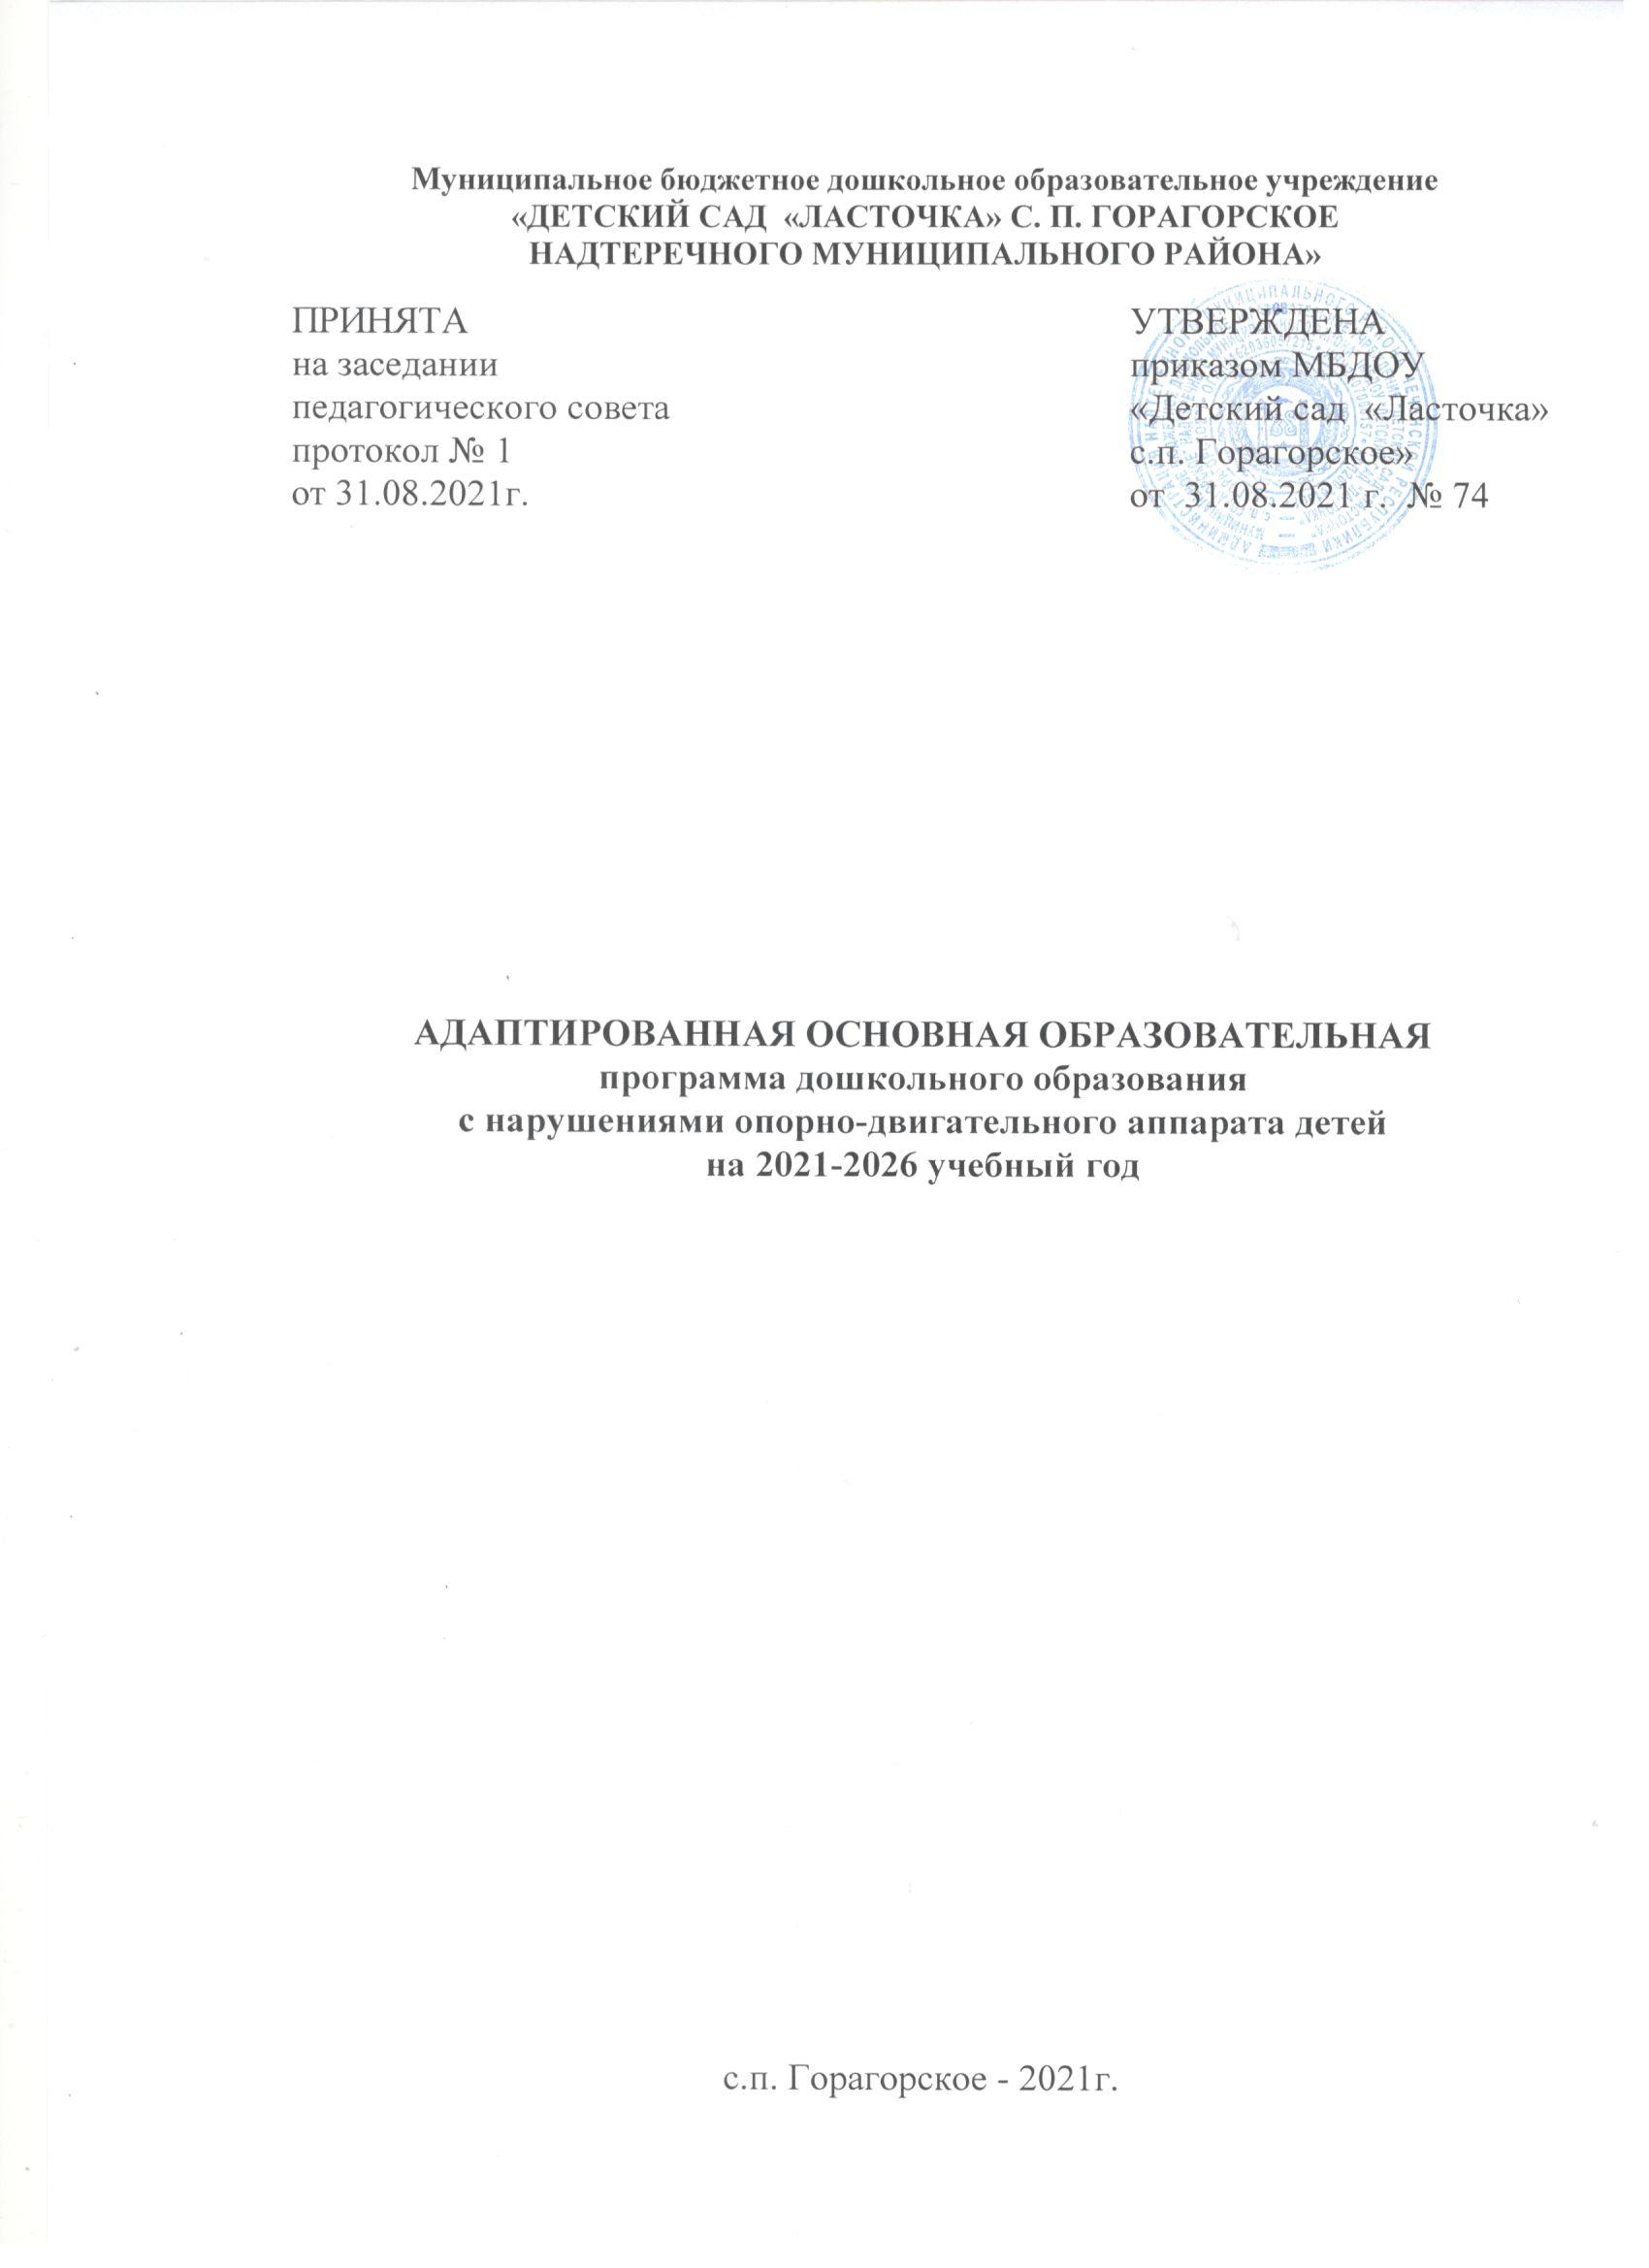 Муниципальное бюджетное дошкольное образовательное учреждение
«ДЕТСКИЙ САД «ЛАСТОЧКА» С. П. ГОРАГОРСКОЕ
НАДТЕРЕЧНОГО МУНИЦИПАЛЬНОГО РАЙОНА»
ПРИНЯТА
на заседании
педагогического совета
протокол № 1
от 31.08.2021г.
УТВЕРЖДЕНА
приказом МБДОУ
«Детский сад «Ласточка»
с.п. Горагорское»
от 31.08.2021 г. № 74
АДАПТИРОВАННАЯ ОСНОВНАЯ ОБРАЗОВАТЕЛЬНАЯ
программа дошкольного образования
с нарушениями опорно-двигательного аппарата детей
на 2021-2026 учебный год
с.п. Горагорское - 2021г.